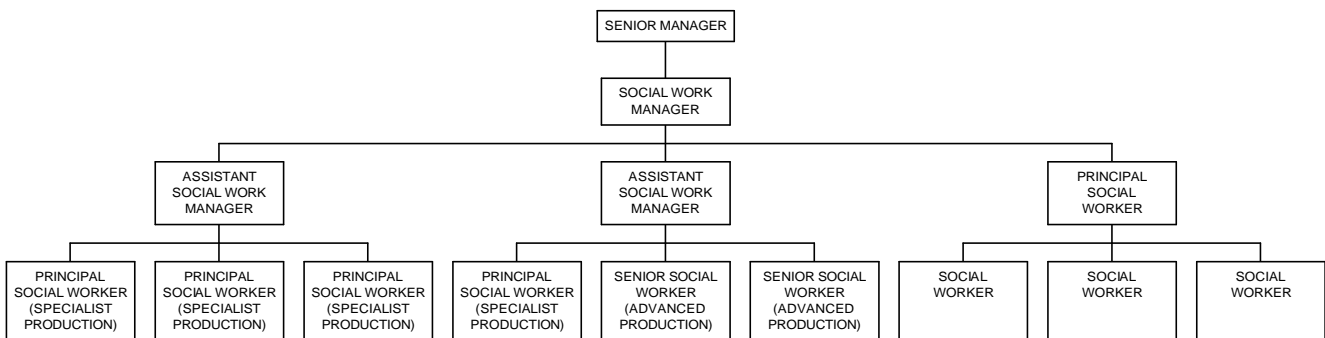 SENIOR MANAGER
SOCIAL WORK
MANAGER
ASSISTANT
SOCIAL WORK
MANAGER
ASSISTANT
SOCIAL WORK
MANAGER
PRINCIPAL
SOCIAL
WORKER
PRINCIPAL
SOCIAL WORKER
(SPECIALIST
PRODUCTION)
PRINCIPAL
SOCIAL WORKER
(SPECIALIST
PRODUCTION)
PRINCIPAL
SOCIAL WORKER
(SPECIALIST
PRODUCTION)
PRINCIPAL
SOCIAL WORKER
(SPECIALIST
PRODUCTION)
SENIOR SOCIAL
WORKER
(ADVANCED
PRODUCTION)
SENIOR SOCIAL
WORKER
(ADVANCED
PRODUCTION)
SOCIAL
WORKER
SOCIAL
WORKER
SOCIAL
WORKER